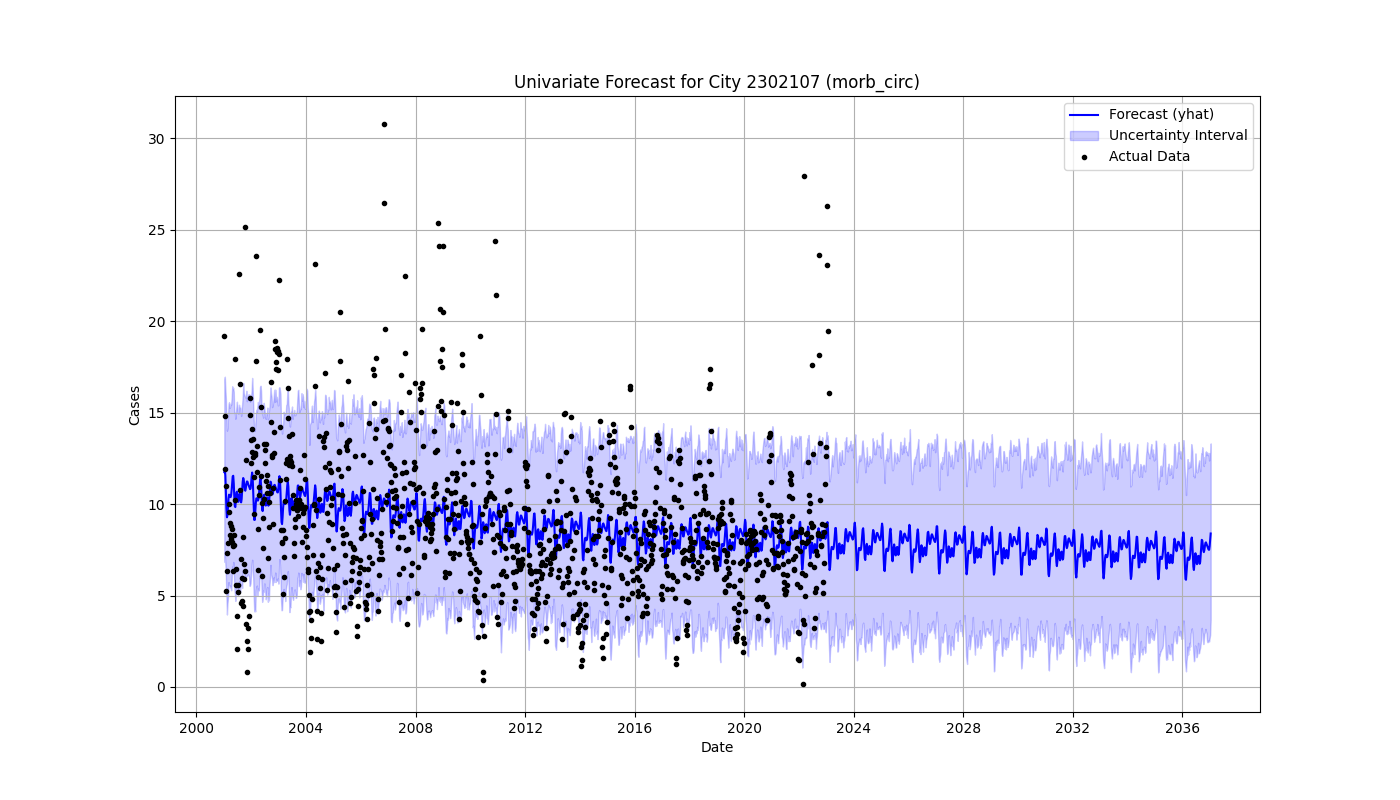 Univariate Forecast for City 2302107 (morb_circ)
Forecast (yhat)
Uncertainty Interval
Actual Data
30
25
20
15
10
5
0
Cases
2000 2004 2008 2012 2016 2020 2024 2028 2032 2036
Date